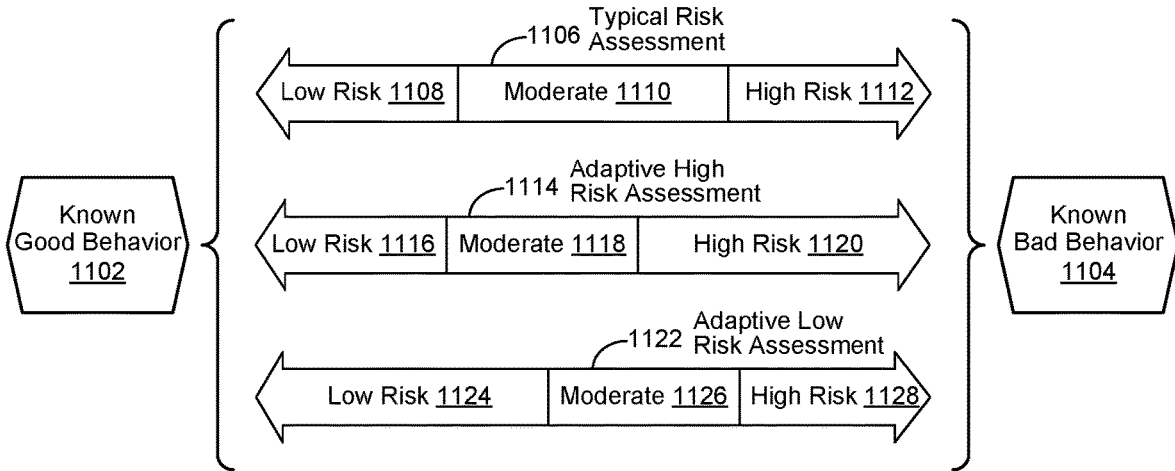 1106 Typical Risk
Assessment
Low Risk 1108 Moderate 1110 High Risk 1112
1114 Adaptive High
Risk Assessment
Known
Good Behavior
1102
Low Risk 1116 Moderate 1118 High Risk 1120
Known
Bad Behavior
1104
1122 Adaptive Low
Risk Assessment
Low Risk 1124 Moderate 1126 High Risk 1128